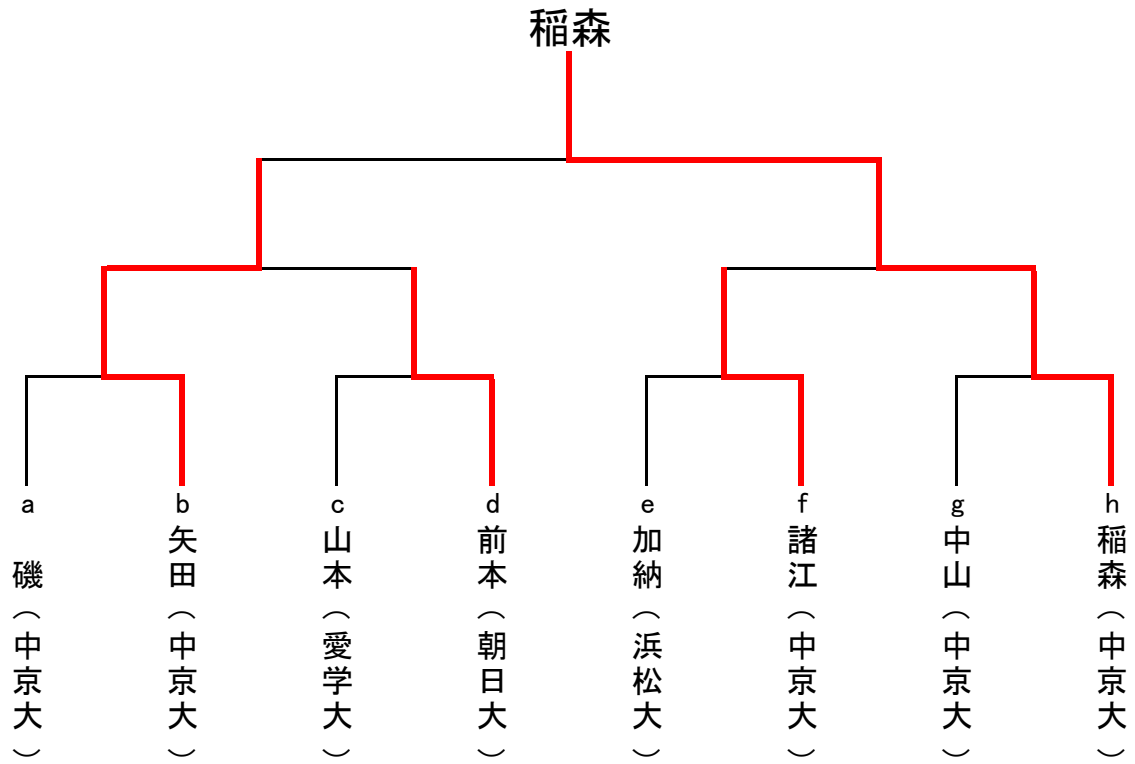 稲森
a
磯(中京大)
b
矢田(中京大)
c
山本(愛学大)
d
前本(朝日大)
e
加納(浜松大)
f
諸江(中京大)
g
中山(中京大)
h
稲森(中京大)